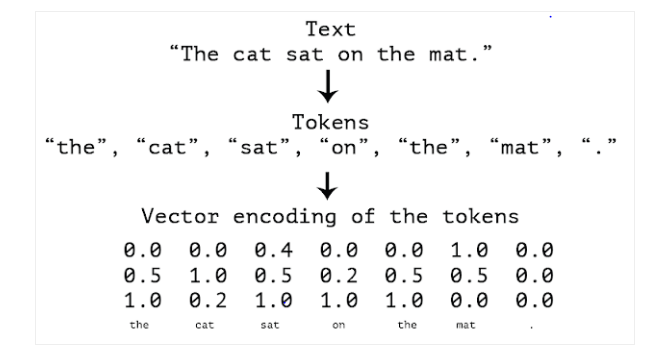 Text
“The cat sat on the mat.”
Tokens
“the”, “cat”, “sat”, “on”, “the”, “mat”, “.”
Vector encoding of the tokens
0.0 0.0 0.4 0.0 0.0 1.0 0.0
0.5 1.0 0.5 0.2 0.5 0.5 0.0
1.0 0.2 1.0 1.0 1.0 0.0 0.0
the cat sat on the mat .